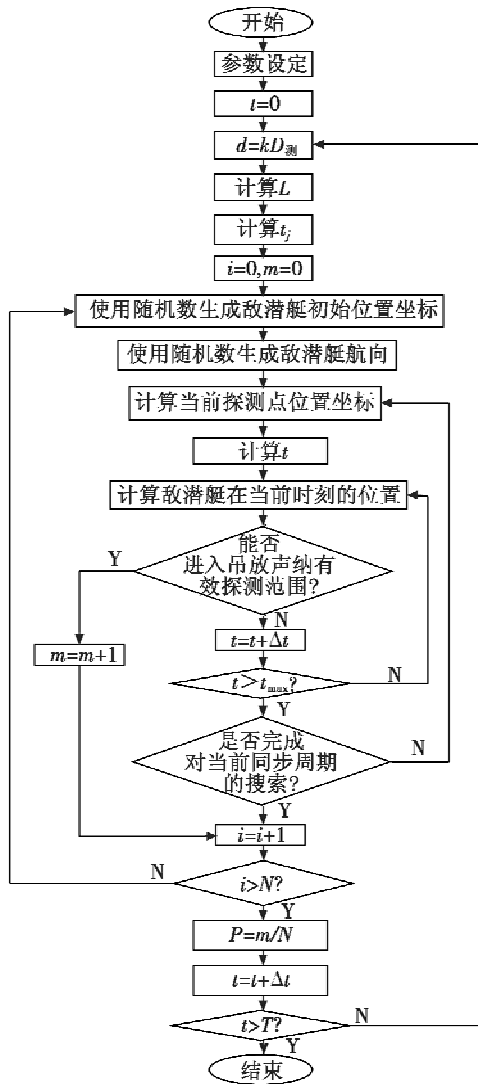 开始
参数设定
t=0
d=kD测
计算L
计算tj
i=0,m=0
使用随机数生成敌潜艇初始位置坐标
使用随机数生成敌潜艇航向
计算当前探测点位置坐标
计算t
计算敌潜艇在当前时刻的位置
能否
进入吊放声纳有
效探测范围?
Y
N
m=m+1
t=t+Δt
t>tmax?
N
Y
是否完成
对当前同步周期
的搜索?
N
Y
i=i+1
i>N?
N
Y
P=m/N
t=t+Δt
t>T?
N
Y
结束